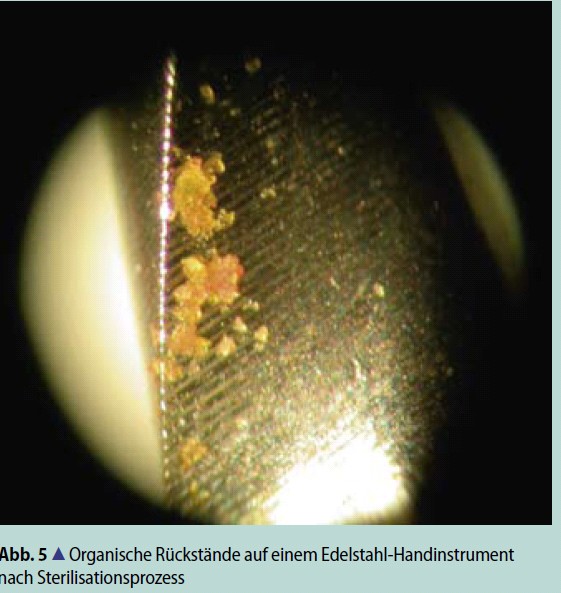 Abb. 5 ▲ Organische Rückstände auf einem Edelstahl-Handinstrument
nach Sterilisationsprozess